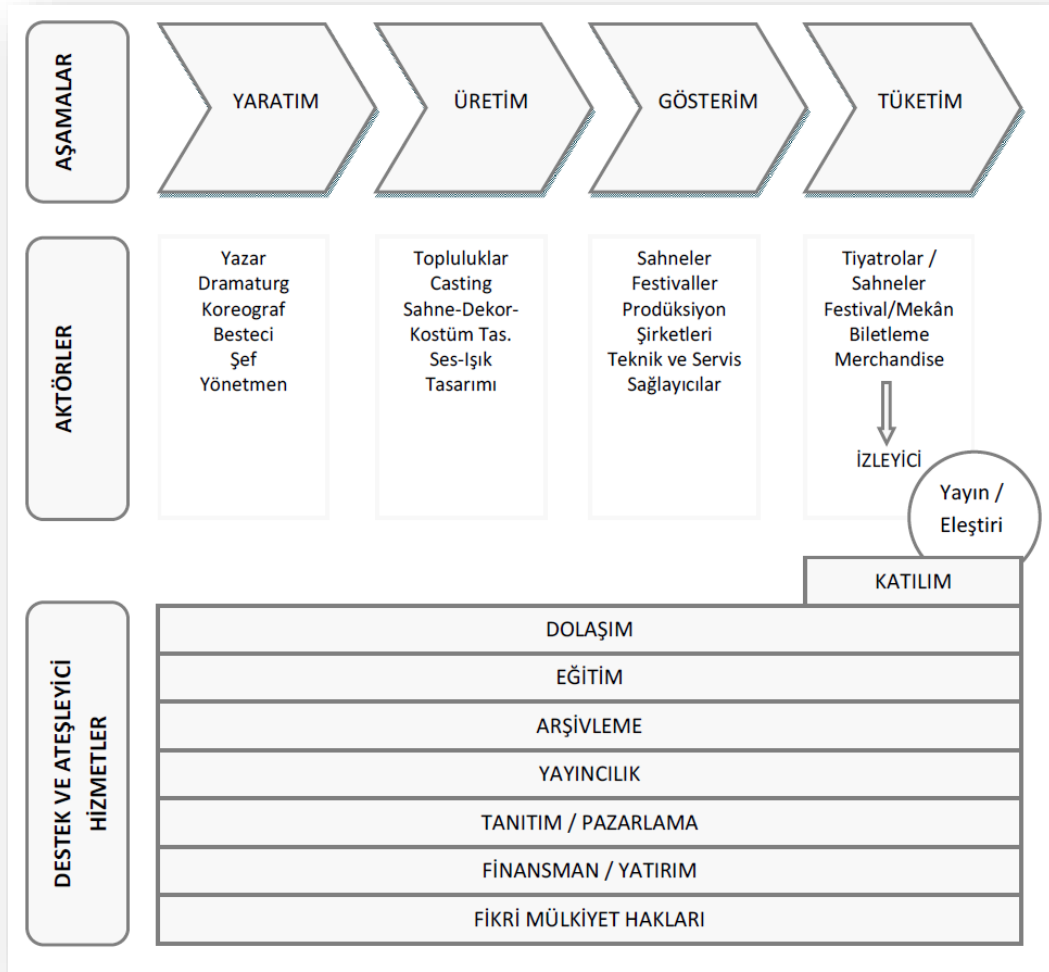 AŞAMALAR
YARATIM
ÜRETİM
GÖSTERİM
TÜKETİM
AKTÖRLER
Yazar
Dramaturg
Koreograf
Besteci
Şef
Yönetmen
Topluluklar
Casting
Sahne-Dekor-
Kostüm Tas.
Ses-Işık
Tasarımı
Sahneler
Festivaller
Prodüksiyon
Şirketleri
Teknik ve Servis
Sağlayıcılar
Tiyatrolar /
Sahneler
Festival/Mekân
Biletleme
Merchandise
İZLEYİCİ
Yayın /
Eleştiri
DESTEK VE ATEŞLEYİCİ
HİZMETLER
KATILIM
DOLAŞIM
EĞİTİM
ARŞİVLEME
YAYINCILIK
TANITIM / PAZARLAMA
FİNANSMAN / YATIRIM
FİKRİ MÜLKİYET HAKLARI